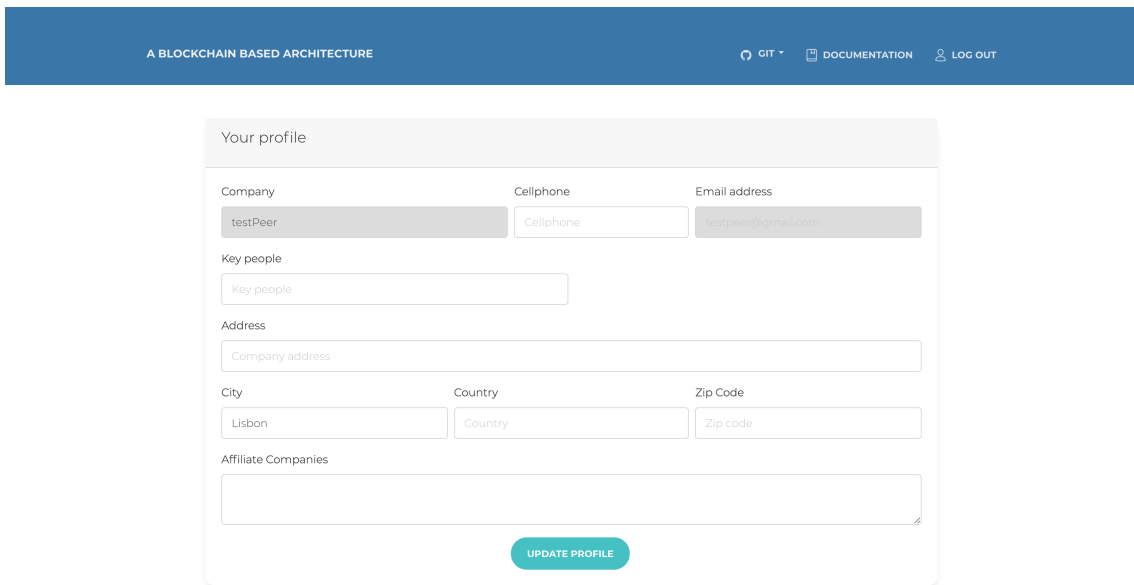 A BLOCKCHAIN BASED ARCHITECTURE GIT DOCUMENTATION LOG OUT
Your profile
Company Cellphone Email address
testPeer Cellphone testpeer@gmail.com
Key people
Key people
Address
Company address
City Country Zip Code
Lisbon Country Zip code
Affiliate Companies
UPDATE PROFILE